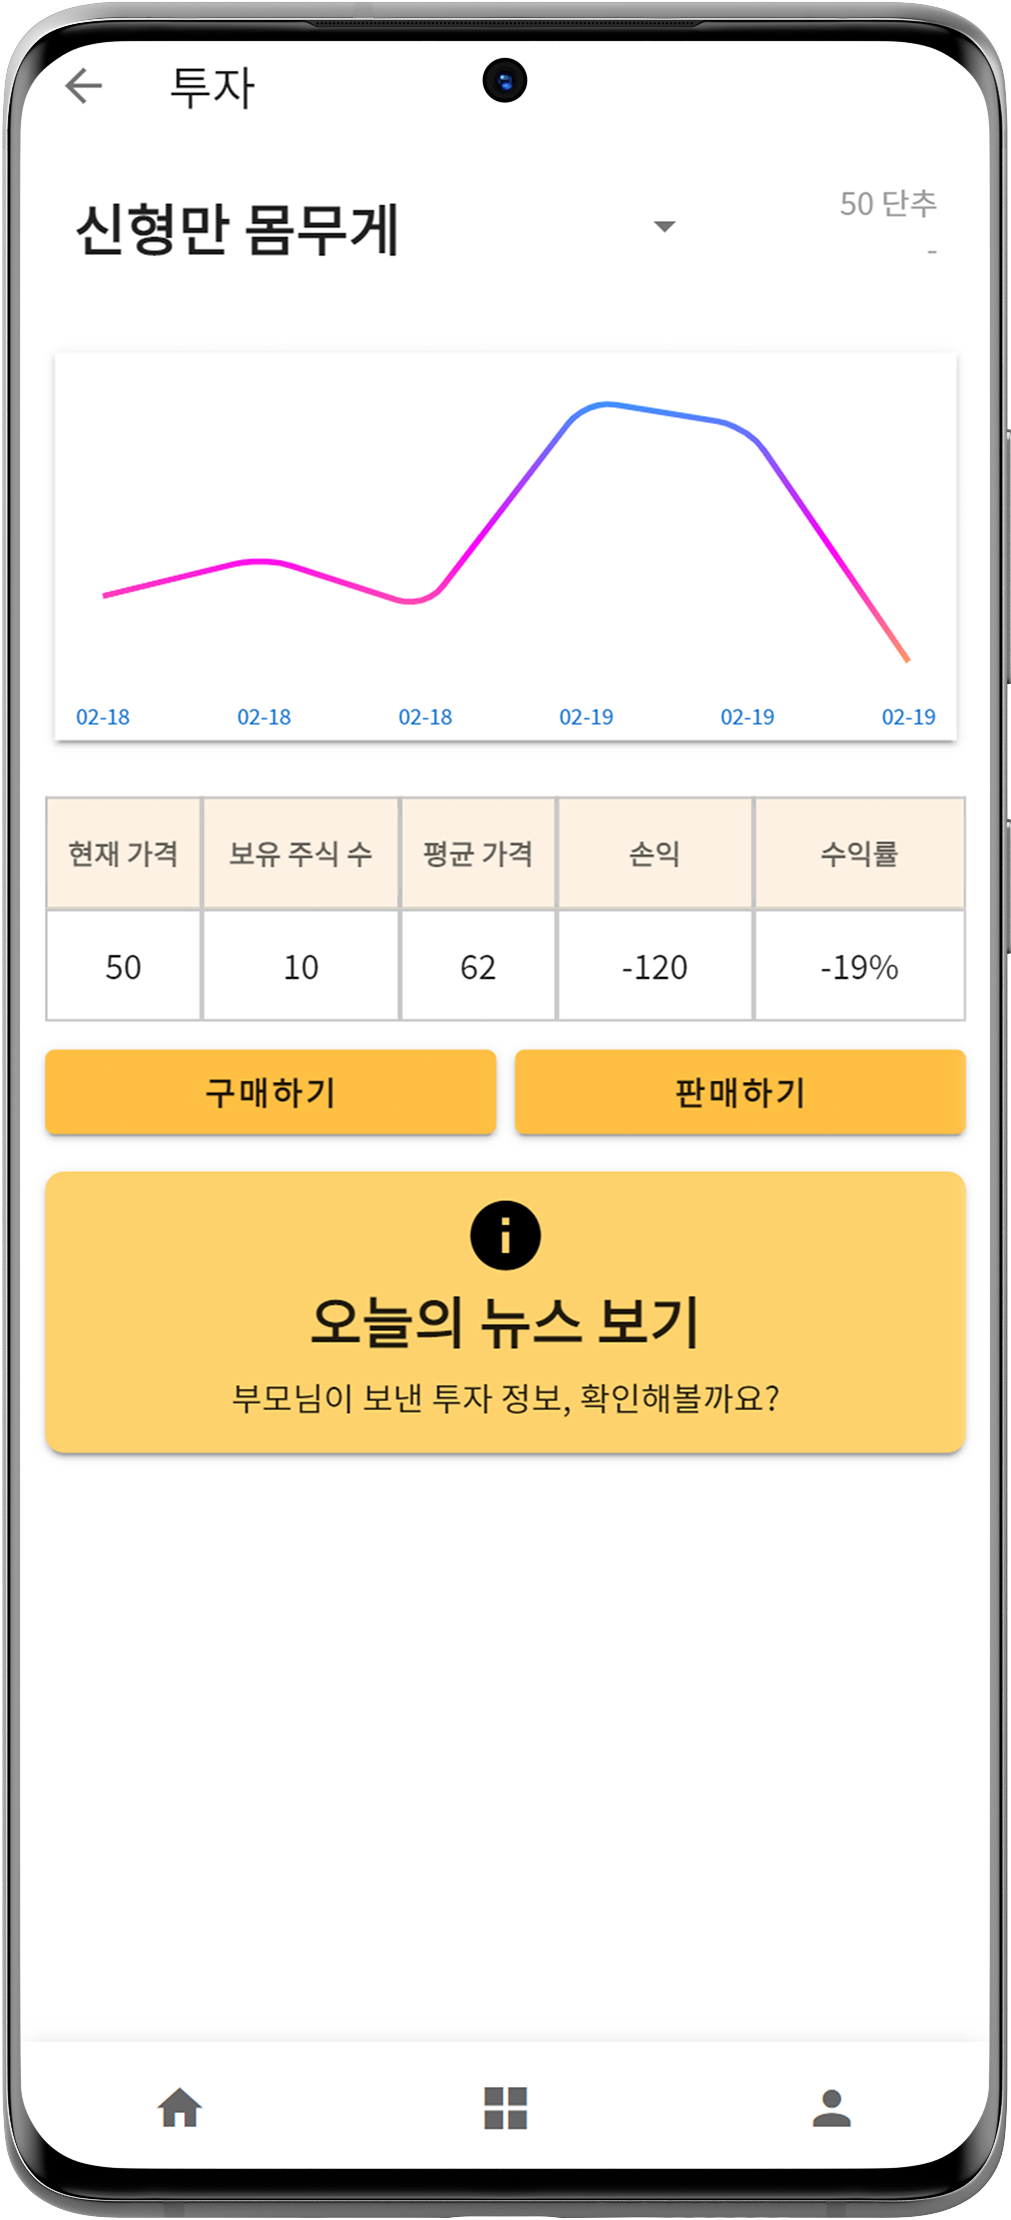 투자
신형만 몸무게
50 단추
-
02-18 02-18 02-18 02-19 02-19 02-19
현재 가격 보유 주식 수 평균 가격 손익 수익률
50 10 62 -120 -19%
구매하기 판매하기
오늘의 뉴스 보기
부모님이 보낸 투자 정보, 확인해볼까요?